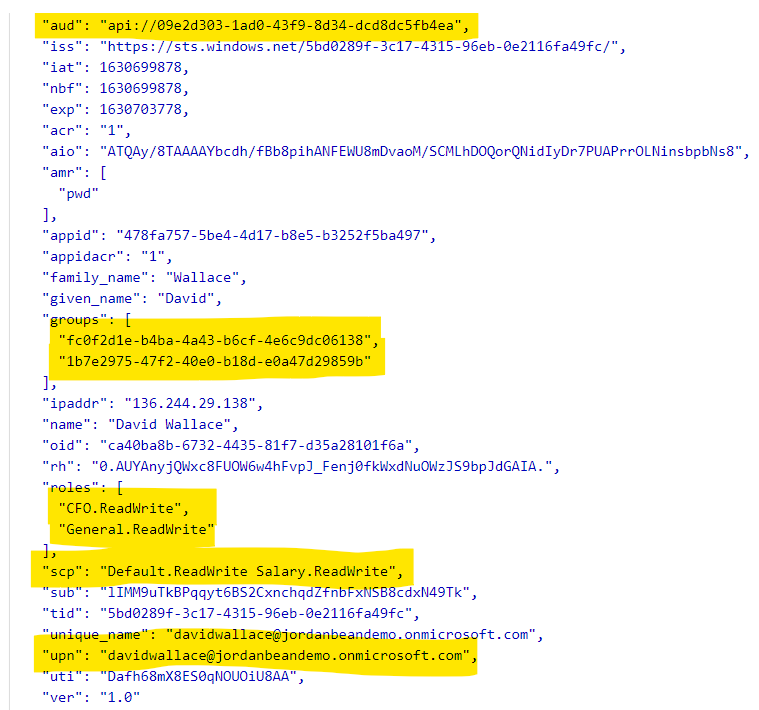 "aud": "api://09e2d303-1ad0-43f9-8d34-dcd8dc5fb4ea",
"iss": "https://sts.windows.net/5bd0289f-3c17-4315-96eb-0e2116fa49fc/",
"iat": 1630699878,
"nbf": 1630699878,
"exp": 1630703778,
"acr": "1",
"aio": "ATQAy/8TAAAAYbcdh/fBb8pihANFEWU8mDvaoM/SCMLhDOQorQNidIyDr7PUAPrrOLNinsbpbNs8",
"amr": [
"pwd"
],
"appid": "478fa757-5be4-4d17-b8e5-b3252f5ba497",
"appidacr": "1",
"family_name": "Wallace",
"given_name": "David",
"groups": [
"fc0f2d1e-b4ba-4a43-b6cf-4e6c9dc06138",
"1b7e2975-47f2-40e0-b18d-e0a47d29859b"
],
"ipaddr": "136.244.29.138",
"name": "David Wallace",
"oid": "ca40ba8b-6732-4435-81f7-d35a28101f6a",
"rh": "0.AUYAnyjQWxc8FUOW6w4hFvpJ_Fenj0fkWxdNuOWzJS9bpJdGAIA.",
"roles": [
"CFO.ReadWrite",
"General.ReadWrite"
],
"scp": "Default.ReadWrite Salary.ReadWrite",
"sub": "lIMM9uTkBPqqyt6BS2CxnchqdZfnbFxNSB8cdxN49Tk",
"tid": "5bd0289f-3c17-4315-96eb-0e2116fa49fc",
"unique_name": "davidwallace@jordanbeandemo.onmicrosoft.com",
"upn": "davidwallace@jordanbeandemo.onmicrosoft.com",
"uti": "Dafh68mX8ES0qNOUOiU8AA",
"ver": "1.0"